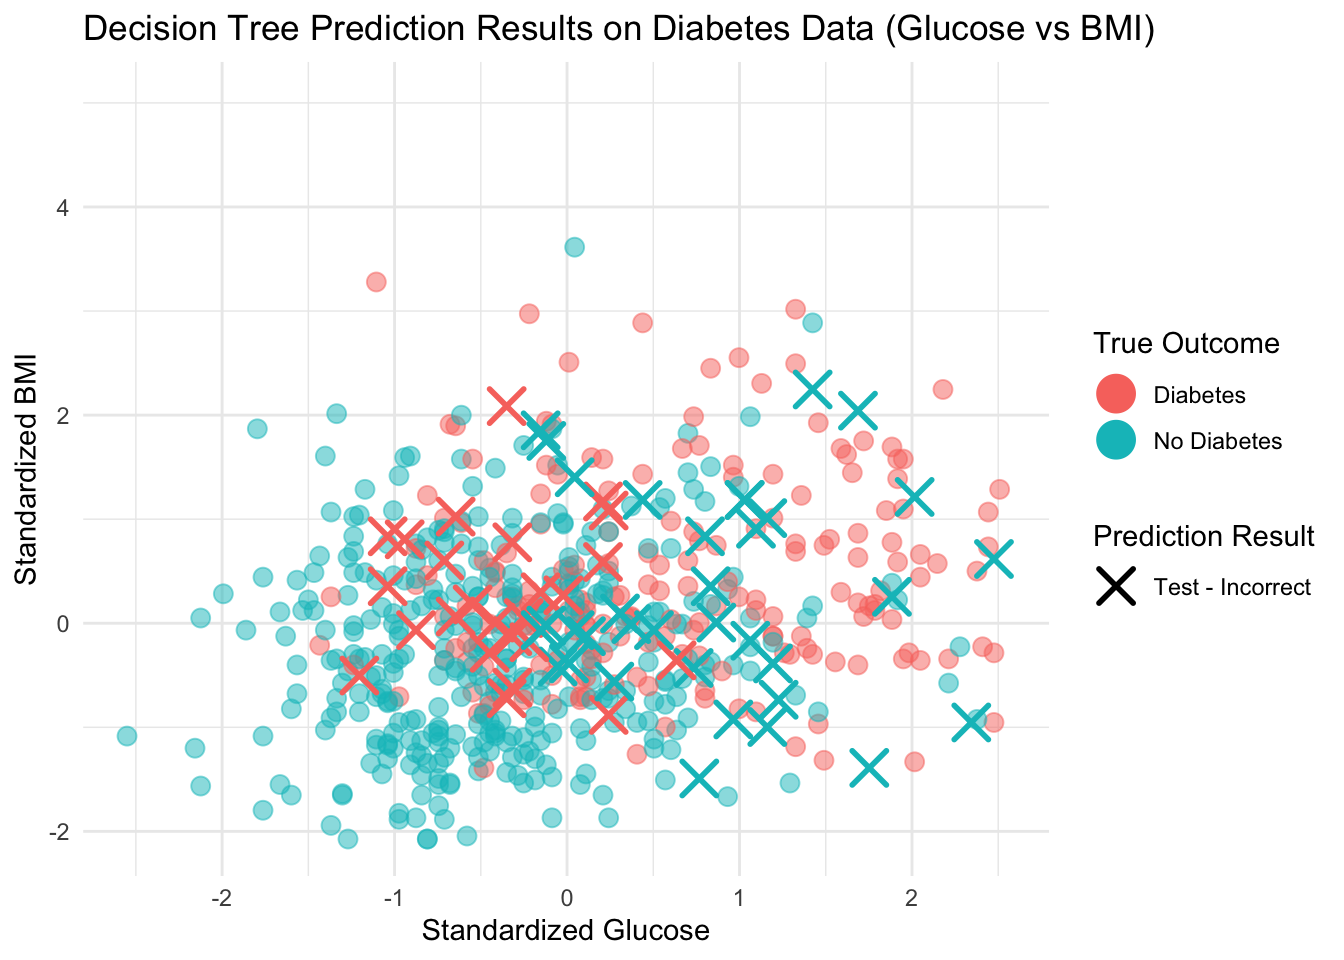 Decision Tree Prediction Results on Diabetes Data (Glucose vs BMI)
Standardized BMI
4
2
0
-2
-2
-1
0
1
2
Standardized Glucose
True Outcome
Diabetes
No Diabetes
Prediction Result
Test - Incorrect